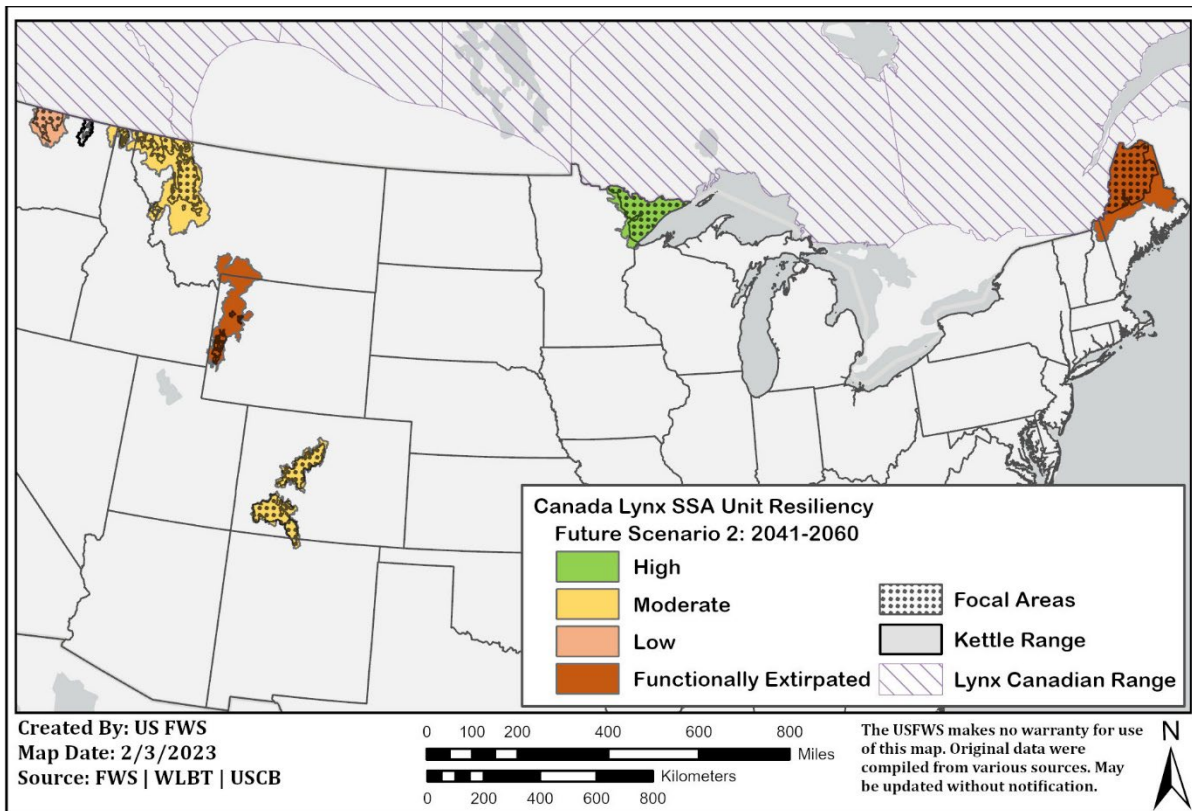 Canada Lynx SSA Unit Resiliency
Future Scenario 2: 2041-2060
High
Moderate
Low
Functionally Extirpated
Focal Areas
Kettle Range
Lynx Canadian Range
Created By: US FWS
Map Date: 2/3/2023
Source: FWS | WLBT | USCB
0 100 200 400 600 800
Miles
Kilometers
0 200 400 600 800
The USFWS makes no warranty for use
of this map. Original data were
compiled from various sources. May
be updated without notification.
N